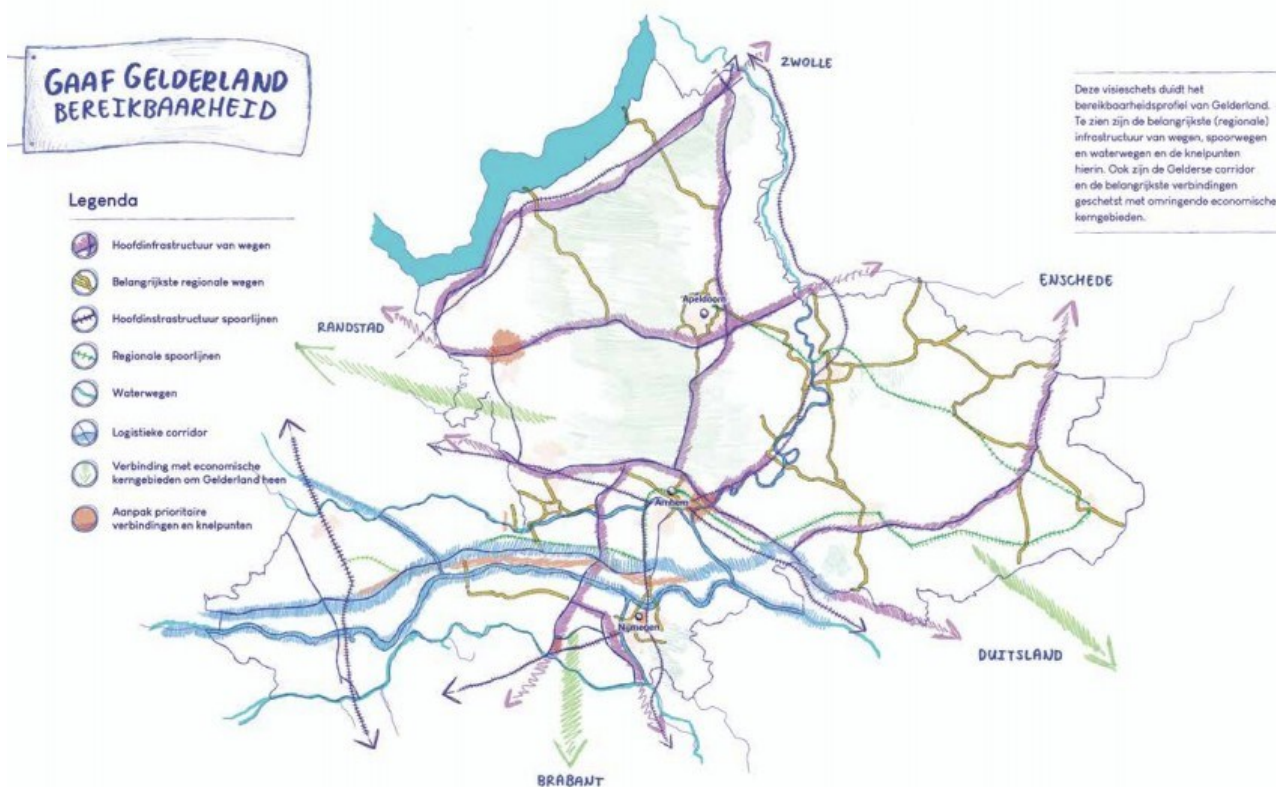 GAAF GELDERLAND
BEREIKBAARHEID
Legenda
Hoofdinfrastructuur van wegen
Belangrijkste regionale wegen
Hoofdinstrastructuur spoorlijnen
Regionale spoorlijnen
Waterwegen
Logistieke corridor
Verbinding met economische
kerngebieden om Gelderland heen
Aanpak prioritaire
verbindingen en knelpunten
Deze visieschets duidt het
bereikbaarheidsprofiel van Gelderland.
Te zien zijn de belangrijkste (regionale)
infrastructuur van wegen, spoorwegen
en waterwegen en de knelpunten
hierin. Ook zijn de Gelderse corridor
en de belangrijkste verbindingen
geschetst met omringende economische
kerngebieden.
ZWOLLE
ENSCHEDE
RANDSTAD
Apeldoorn
Arnhem
Nijmegen
DUITSLAND
BRABANT